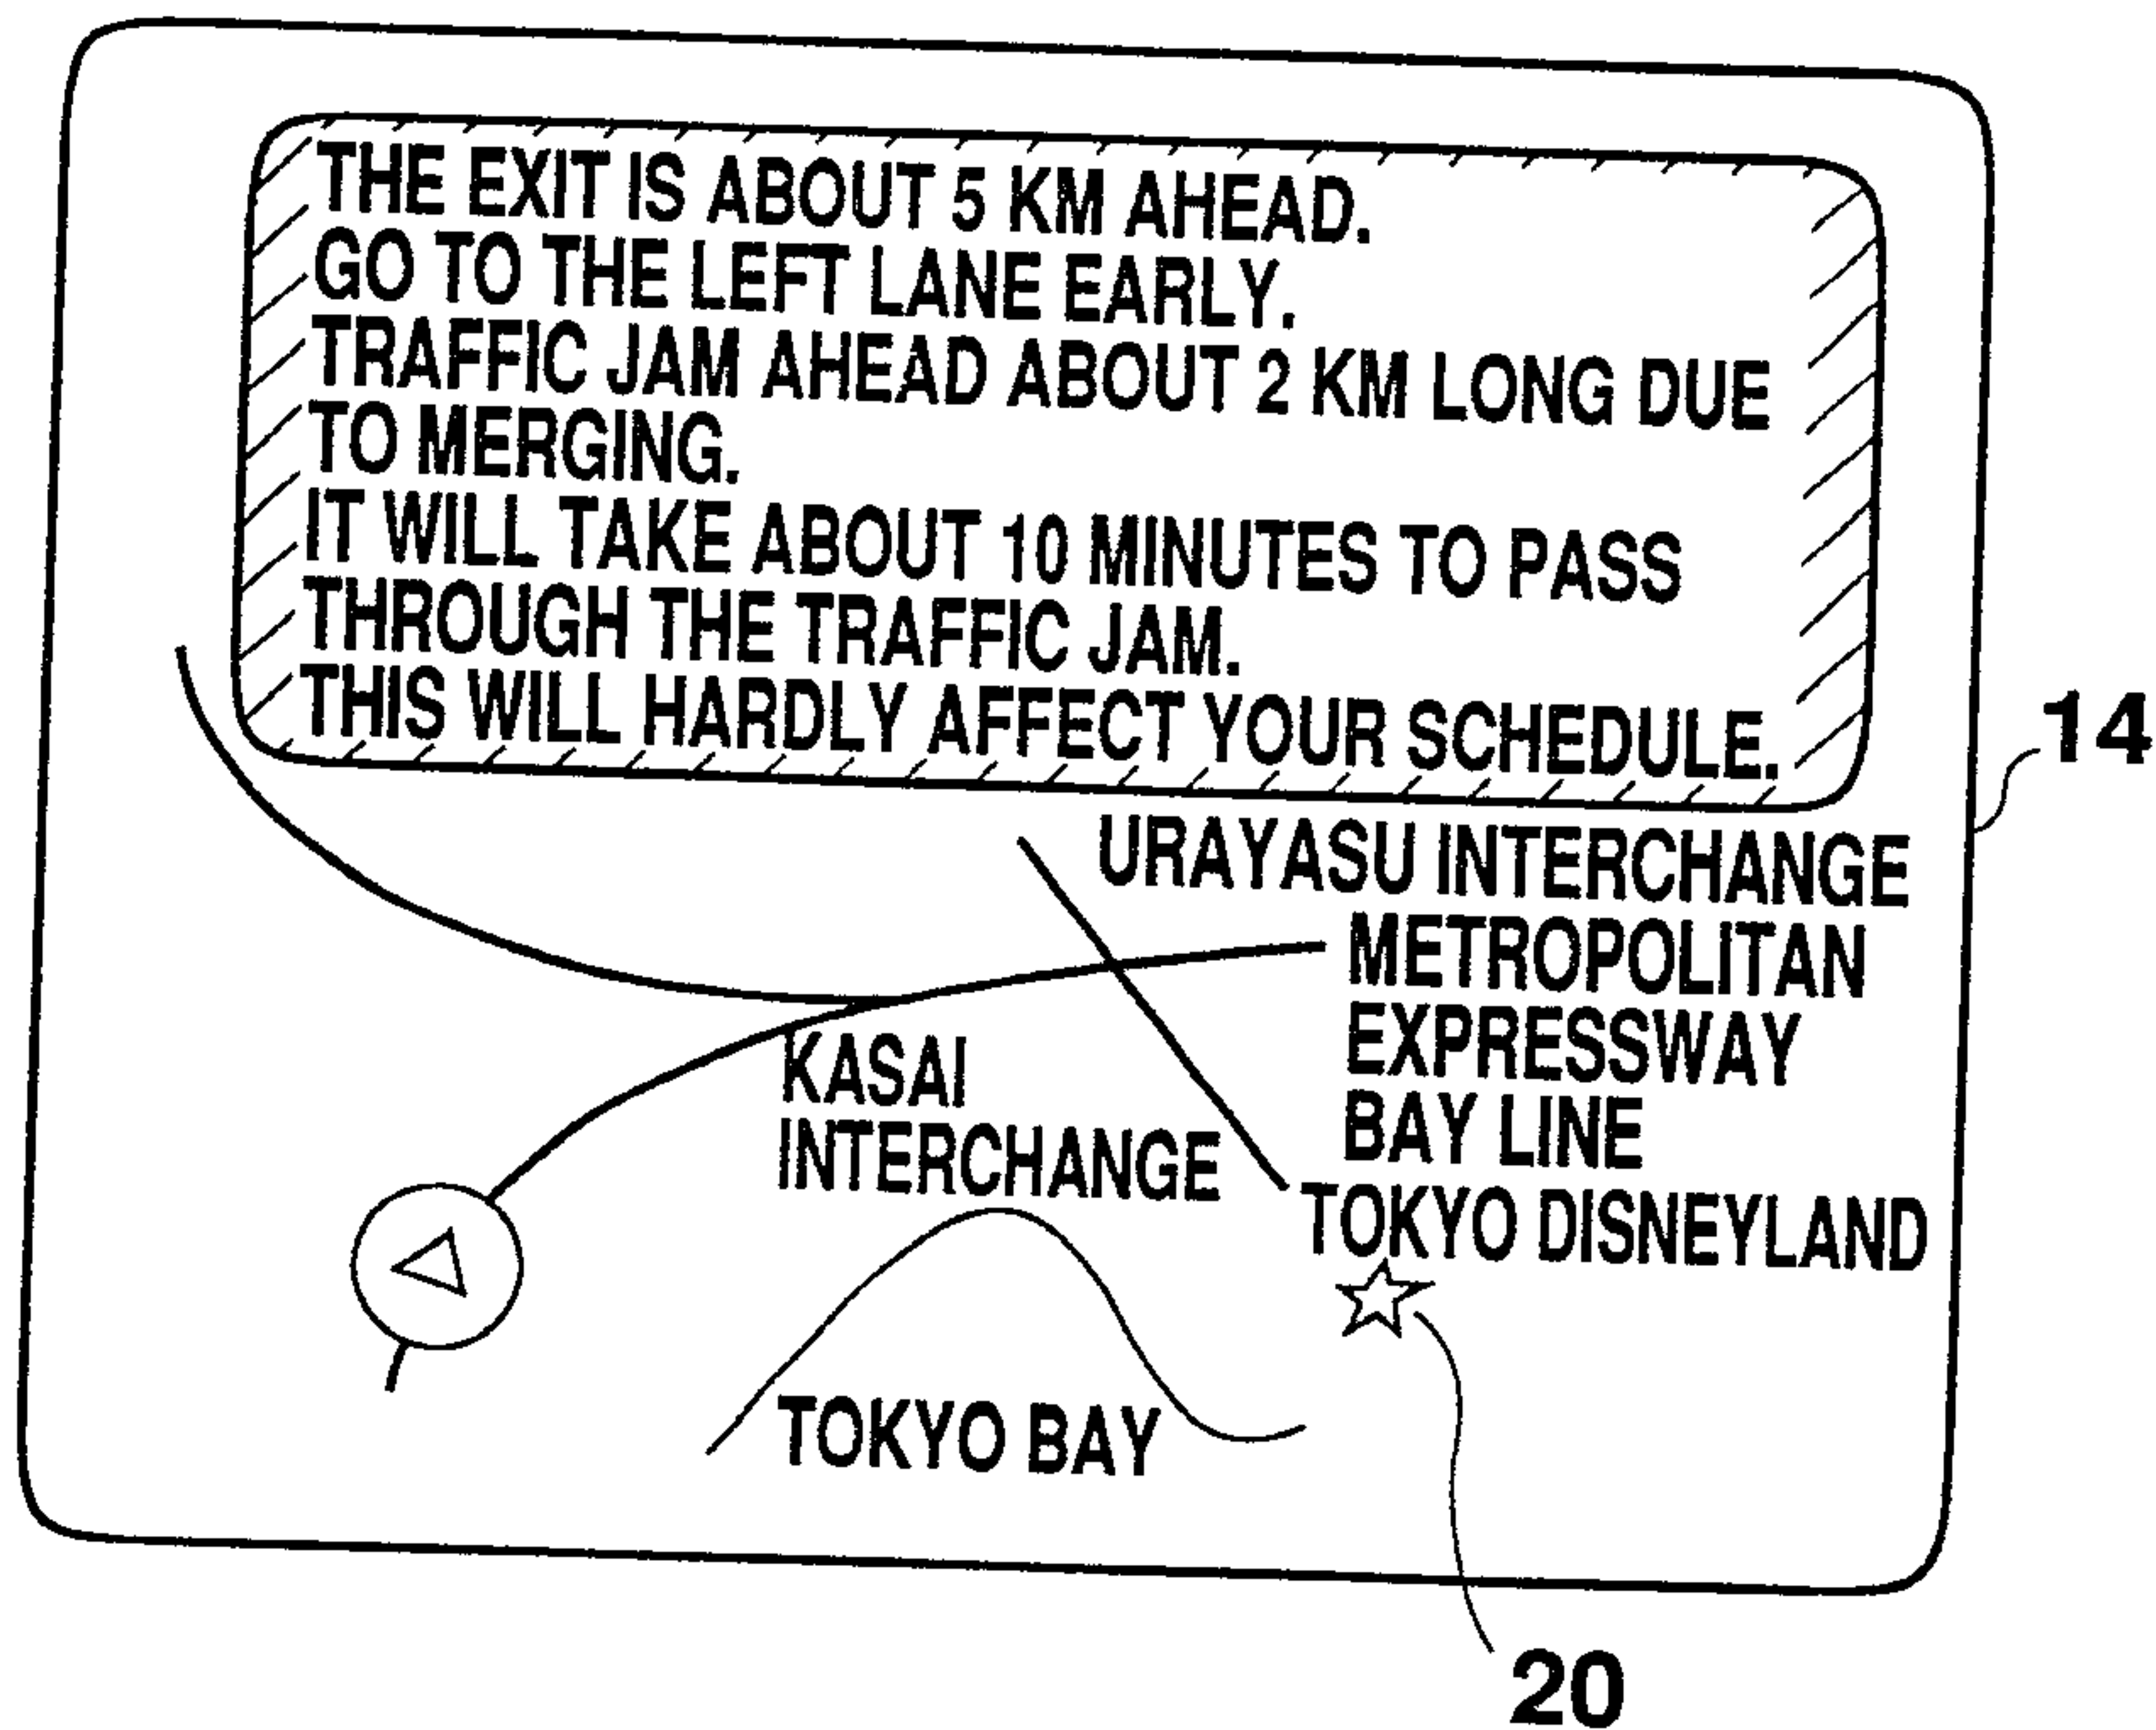 THE EXIT IS ABOUT 5 KM AHEAD.
GO TO THE LEFT LANE EARLY.
TRAFFIC JAM AHEAD ABOUT 2 KM LONG DUE
TO MERGING.
IT WILL TAKE ABOUT 10 MINUTES TO PASS
THROUGH THE TRAFFIC JAM.
THIS WILL HARDLY AFFECT YOUR SCHEDULE.
14
URAYASU INTERCHANGE
METROPOLITAN
EXPRESSWAY
BAY LINE
KASAI
INTERCHANGE
TOKYO DISNEYLAND
TOKYO BAY
20